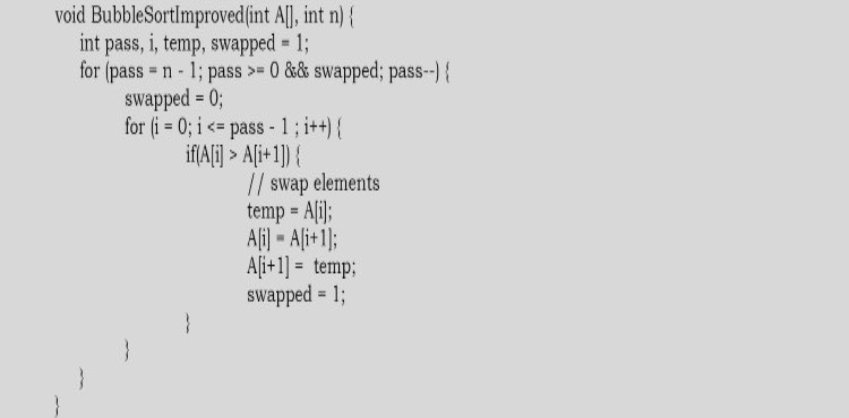 void BubbleSortImproved(int A[], int n) {
int pass, i, temp, swapped = 1;
for (pass = n - 1; pass >= 0 && swapped; pass--) {
swapped = 0;
for (i = 0; i <= pass - 1 ; i++) {
if(A[i] > A[i+1]) {
// swap elements
temp = A[i];
A[i] = A[i+1];
A[i+1] = temp;
swapped = 1;
}
}
}
}